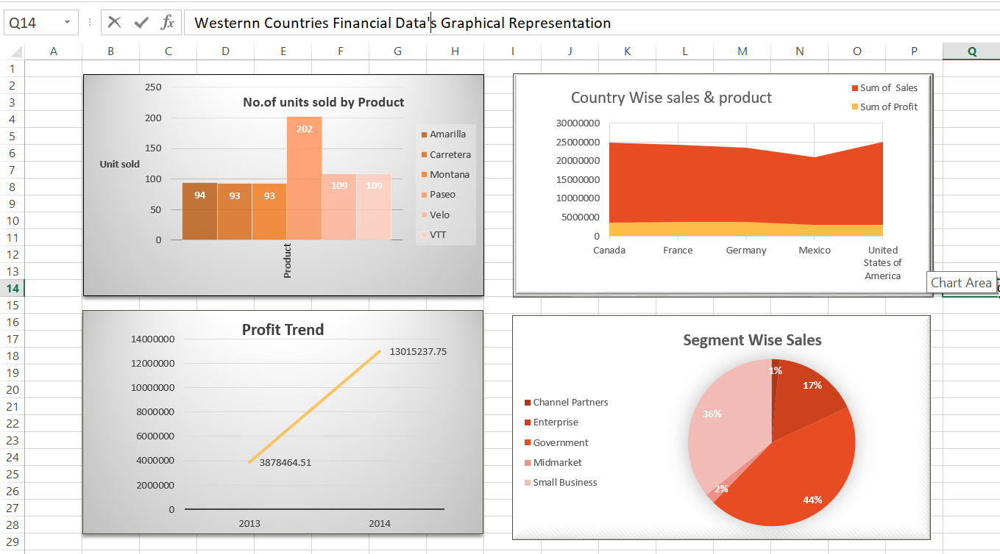 Q14
fx
Westernn Countries Financial Data's Graphical Representation
A B C D E F G H I J K L M N O P Q
1
2
3
4
5
6
7
8
9
10
11
12
13
14
15
16
17
18
19
20
21
22
23
24
25
26
27
28
29
No.of units sold by Product
250
200
150
100
50
0
Unit sold
94
93
93
202
109
109
Product
Amarilla
Carretera
Montana
Paseo
Velo
VTT
Country Wise sales & product
Sum of Sales
Sum of Profit
30000000
25000000
20000000
15000000
10000000
5000000
0
Canada
France
Germany
Mexico
United
States of
America
Chart Area
Profit Trend
14000000
12000000
10000000
8000000
6000000
4000000
2000000
0
13015237.75
3878464.51
2013
2014
Segment Wise Sales
Channel Partners
Enterprise
Government
Midmarket
Small Business
1%
17%
36%
2%
44%